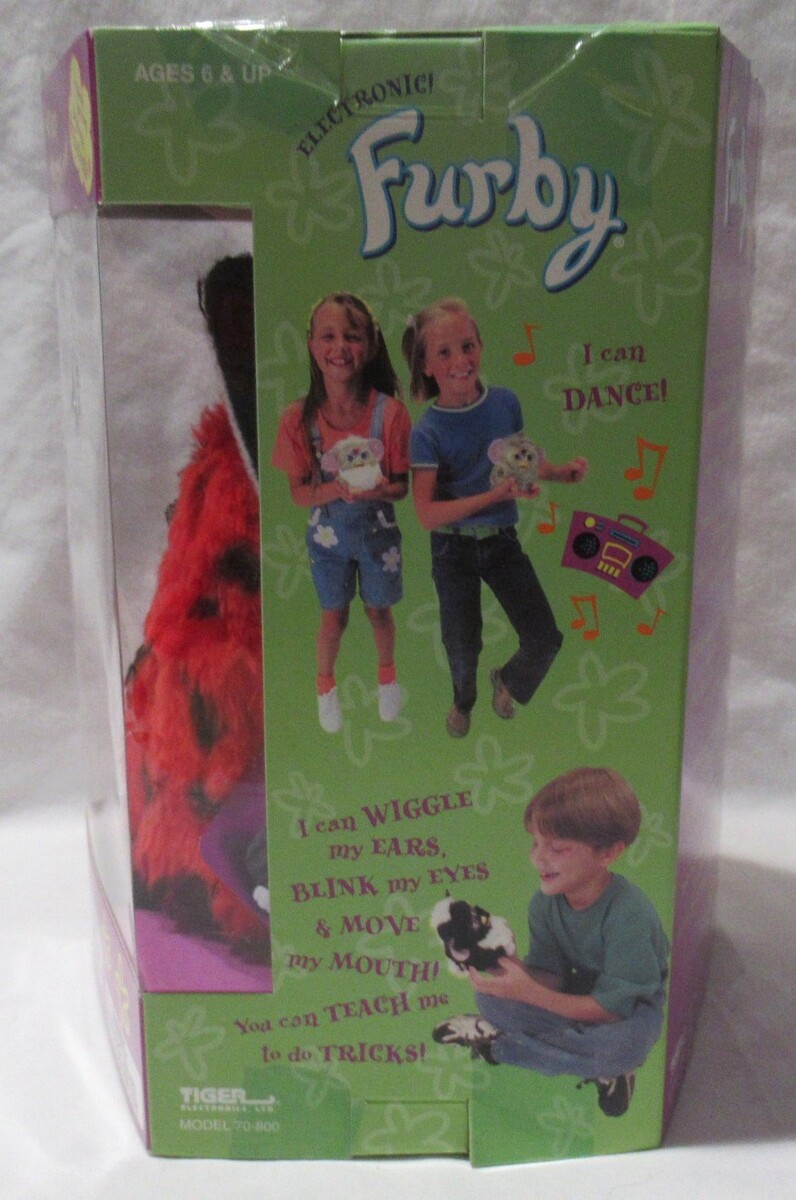 AGES 6 & UP
ELECTRONIC!
Furby®
I can
DANCE!
I can WIGGLE
my EARS,
BLINK my EYES
& MOVE
my MOUTH!
You can TEACH me
to do TRICKS!
TIGER
ELECTRONICS, LTD.
MODEL 70-800